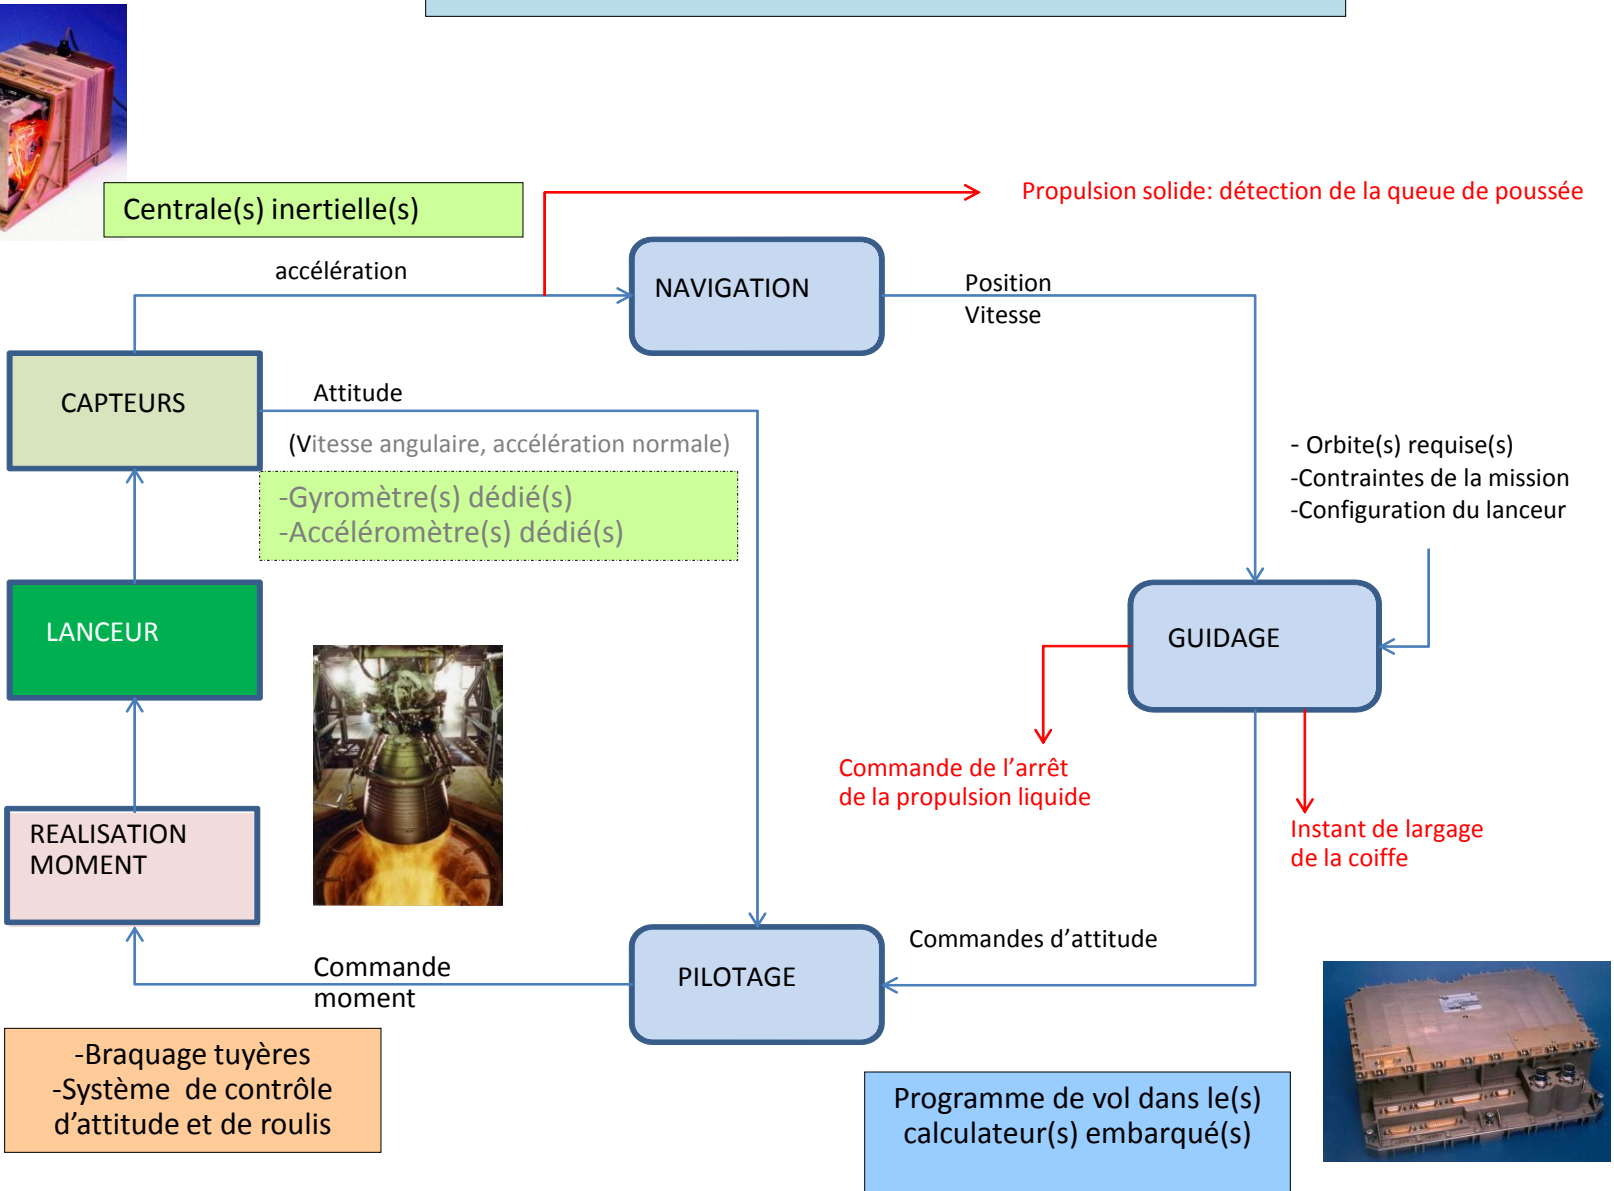 Centrale(s) inertielle(s)
Propulsion solide: détection de la queue de poussée
accélération
NAVIGATION
Position
Vitesse
CAPTEURS
Attitude
(Vitesse angulaire, accélération normale)
-Gyromètre(s) dédié(s)
-Accéléromètre(s) dédié(s)
- Orbite(s) requise(s)
-Contraintes de la mission
-Configuration du lanceur
LANCEUR
GUIDAGE
Commande de l’arrêt
de la propulsion liquide
Instant de largage
de la coiffe
REALISATION
MOMENT
Commandes d’attitude
Commande
moment
PILOTAGE
-Braquage tuyères
-Système  de contrôle
d’attitude et de roulis
Programme de vol dans le(s)
calculateur(s) embarqué(s)